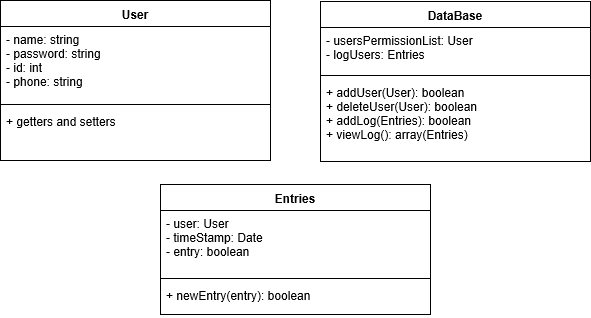 User
- name: string
- password: string
- id: int
- phone: string
+ getters and setters
DataBase
- usersPermissionList: User
- logUsers: Entries
+ addUser(User): boolean
+ deleteUser(User): boolean
+ addLog(Entries): boolean
+ viewLog(): array(Entries)
Entries
- user: User
- timeStamp: Date
- entry: boolean
+ newEntry(entry): boolean